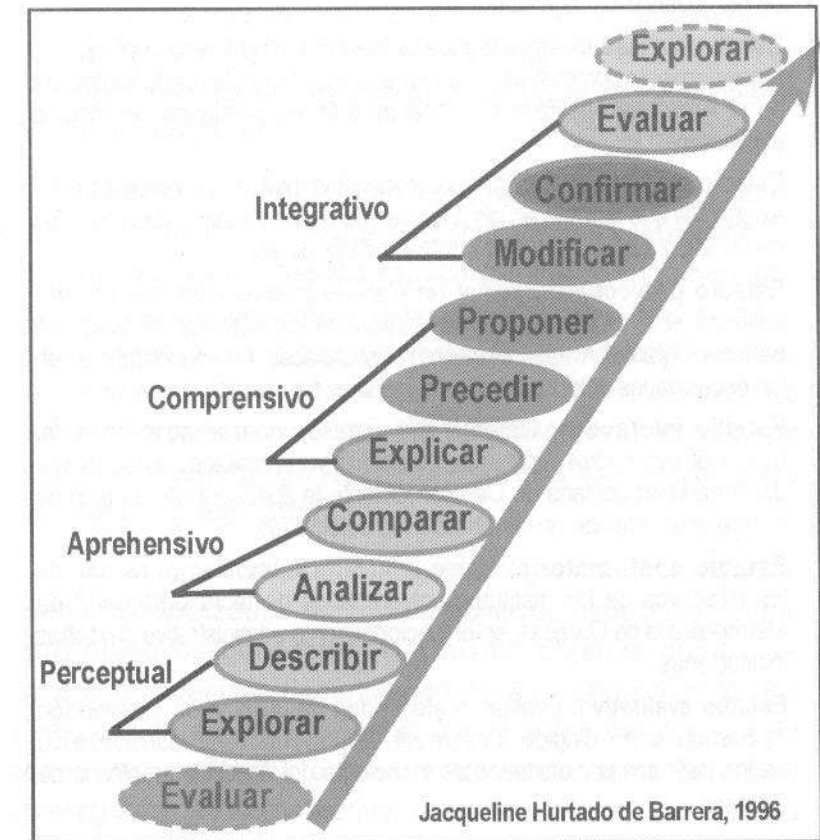 Explorar
Evaluar
Confirmar
Integrativo
Modificar
Proponer
Precedir
Comprensivo
Explicar
Comparar
Aprehensivo
Analizar
Describir
Perceptual
Explorar
Evaluar
Jacqueline Hurtado de Barrera, 1996